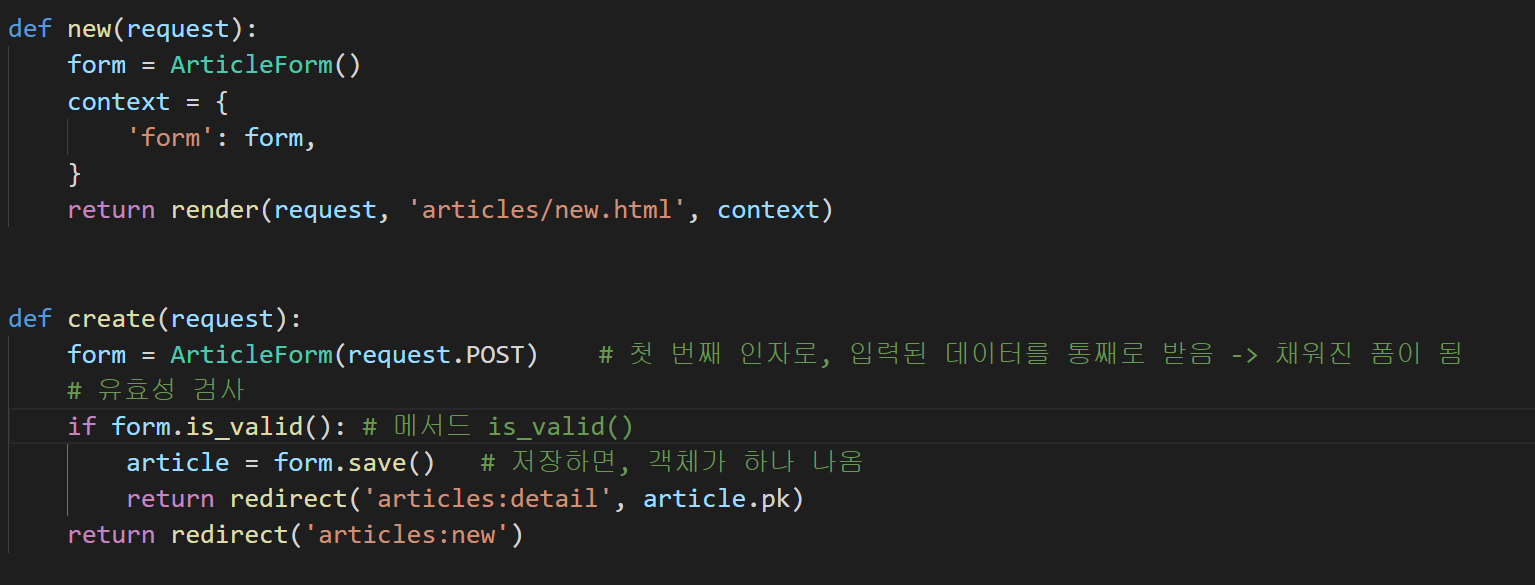 def new(request):
    form = ArticleForm()
    context = {
        'form': form,
    }
    return render(request, 'articles/new.html', context)
def create(request):
    form = ArticleForm(request.POST)    # 첫 번째 인자로, 입력된 데이터를 통째로 받음 -> 채워진 폼이 됨
    # 유효성 검사
    if form.is_valid(): # 메서드 is_valid()
        article = form.save()   # 저장하면, 객체가 하나 나옴
        return redirect('articles:detail', article.pk)
    return redirect('articles:new')